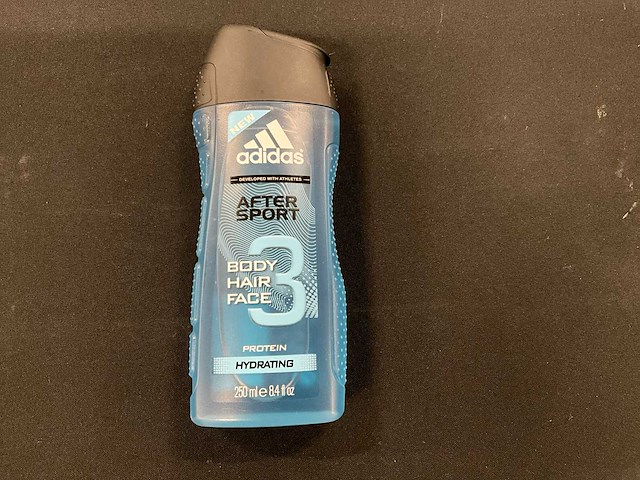 NEW
adidas
DEVELOPED WITH ATHLETES
AFTER
SPORT
3
BODY
HAIR
FACE
PROTEIN
HYDRATING
250 ml e 8.4 fl oz